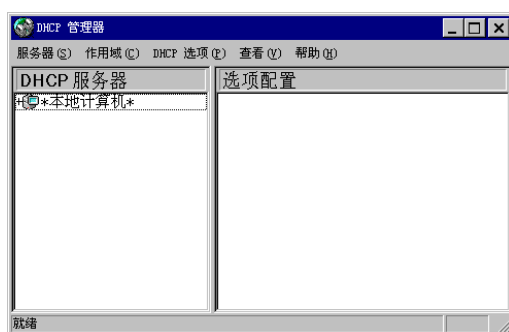 DHCP 管理器
服务器(S) 作用域(C) DHCP 选项(P) 查看(V) 帮助(H)
DHCP 服务器 选项配置
*本地计算机*
就绪